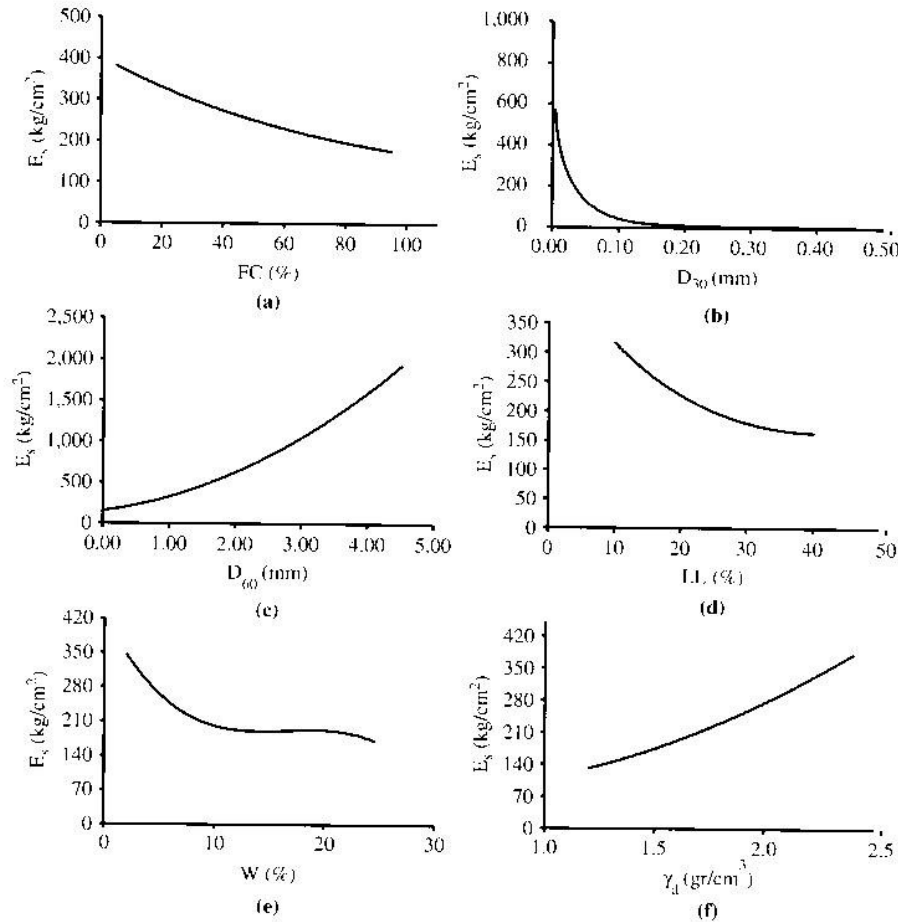 500
400
300
200
100
0
E_s (kg/cm²)
0 20 40 60 80 100
FC (%)
(a)
1,000
800
600
400
200
0
E_s (kg/cm²)
0.00 0.10 0.20 0.30 0.40 0.50
D_30 (mm)
(b)
2,500
2,000
1,500
1,000
500
0
E_s (kg/cm²)
0.00 1.00 2.00 3.00 4.00 5.00
D_60 (mm)
(c)
350
300
250
200
150
100
50
0
E_s (kg/cm²)
0 10 20 30 40 50
LL (%)
(d)
420
350
280
210
140
70
0
E_s (kg/cm²)
0 10 20 30
W (%)
(e)
420
350
280
210
140
70
0
E_s (kg/cm²)
1.0 1.5 2.0 2.5
γ_d (gr/cm³)
(f)